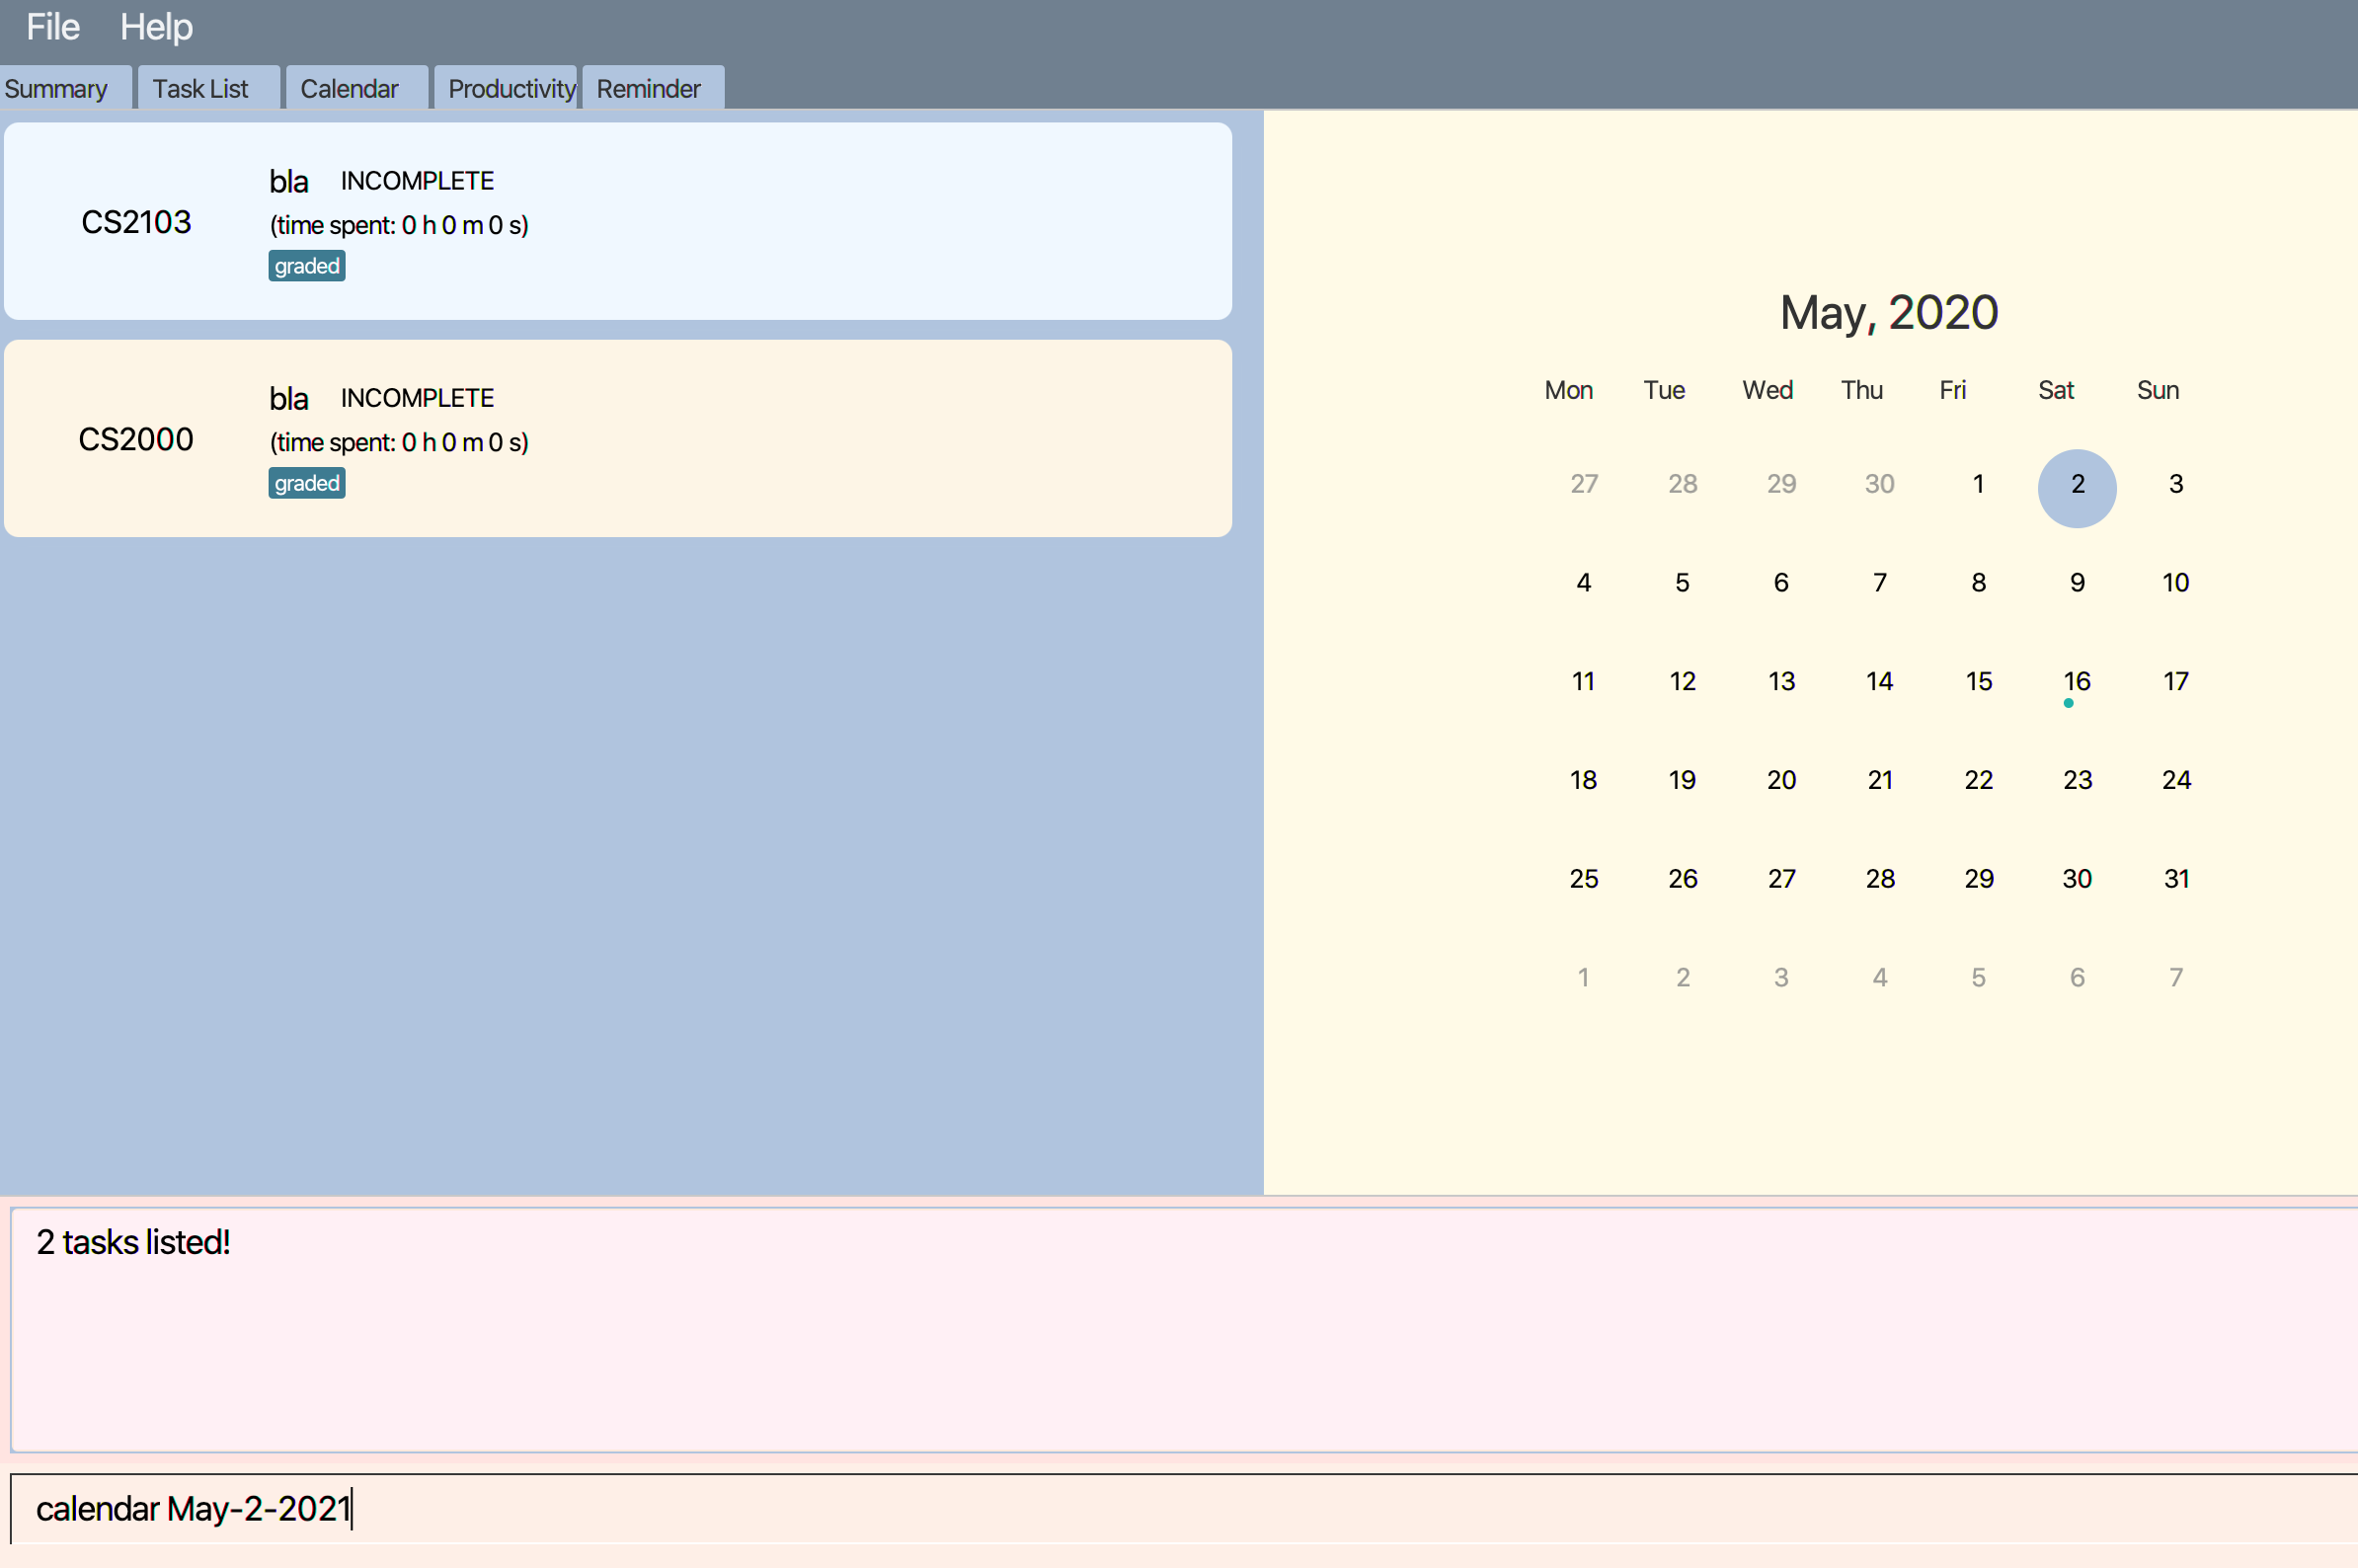 File Help
Summary Task List Calendar Productivity Reminder
CS2103
bla INCOMPLETE
(time spent: 0 h 0 m 0 s)
graded
CS2000
bla INCOMPLETE
(time spent: 0 h 0 m 0 s)
graded
May, 2020
Mon Tue Wed Thu Fri Sat Sun
27 28 29 30 1 2 3
4 5 6 7 8 9 10
11 12 13 14 15 16 17
18 19 20 21 22 23 24
25 26 27 28 29 30 31
1 2 3 4 5 6 7
2 tasks listed!
calendar May-2-2021